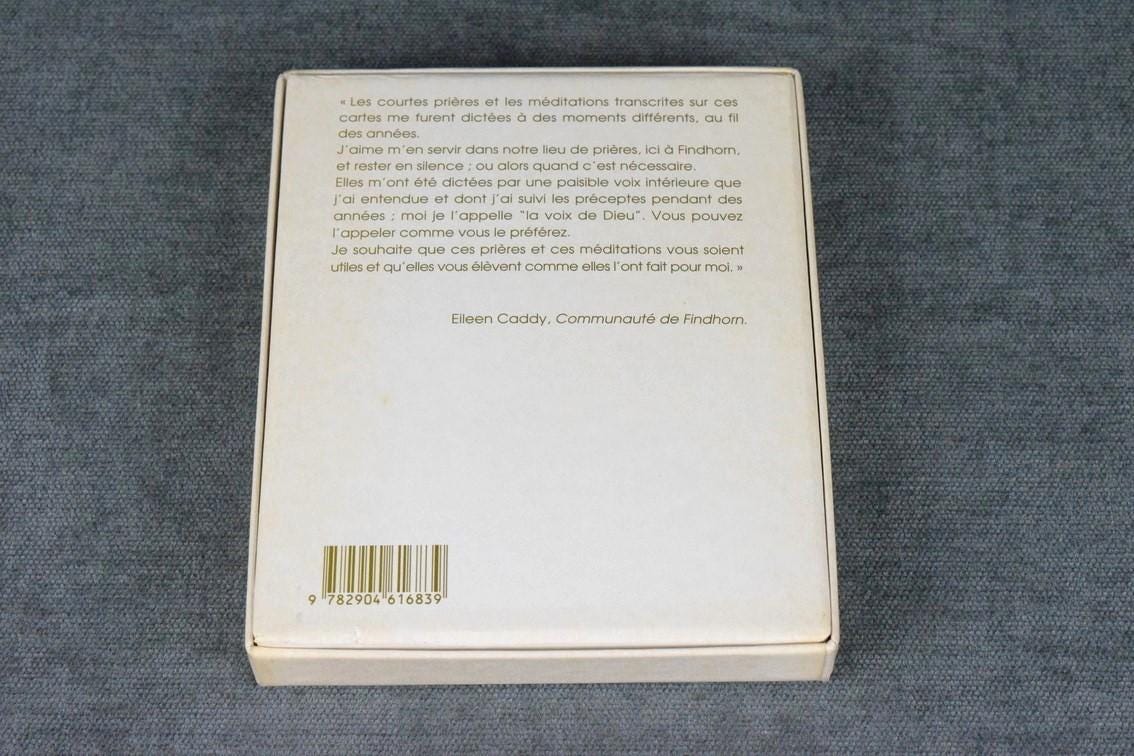 « Les courtes prières et les méditations transcrites sur ces
cartes me furent dictées à des moments différents, au fil
des années.
J'aime m'en servir dans notre lieu de prières, ici à Findhorn,
et rester en silence ; ou alors quand c'est nécessaire.
Elles m'ont été dictées par une paisible voix intérieure que
j'ai entendue et dont j'ai suivi les préceptes pendant des
années ; moi je l'appelle "la voix de Dieu". Vous pouvez
l'appeler comme vous le préférez.
Je souhaite que ces prières et ces méditations vous soient
utiles et qu'elles vous élèvent comme elles l'ont fait pour moi. »
Eileen Caddy, Communauté de Findhorn.
9 782904 616839